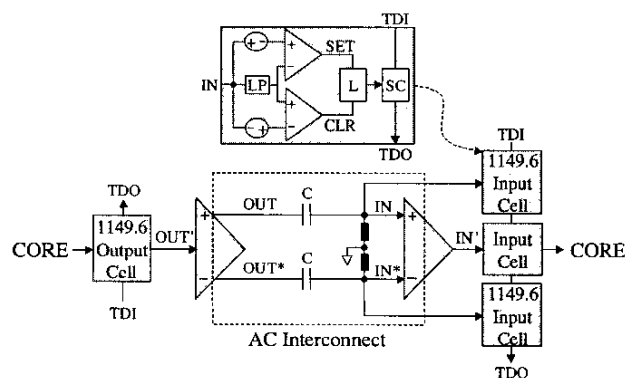 TDI
SET
IN
LP
L
SC
CLR
TDO
TDI
1149.6
Input
Cell
TDO
C
OUT
IN
1149.6
Output
Cell
CORE
OUT'
IN'
Input
Cell
CORE
OUT*
C
IN*
TDI
1149.6
Input
Cell
AC Interconnect
TDO